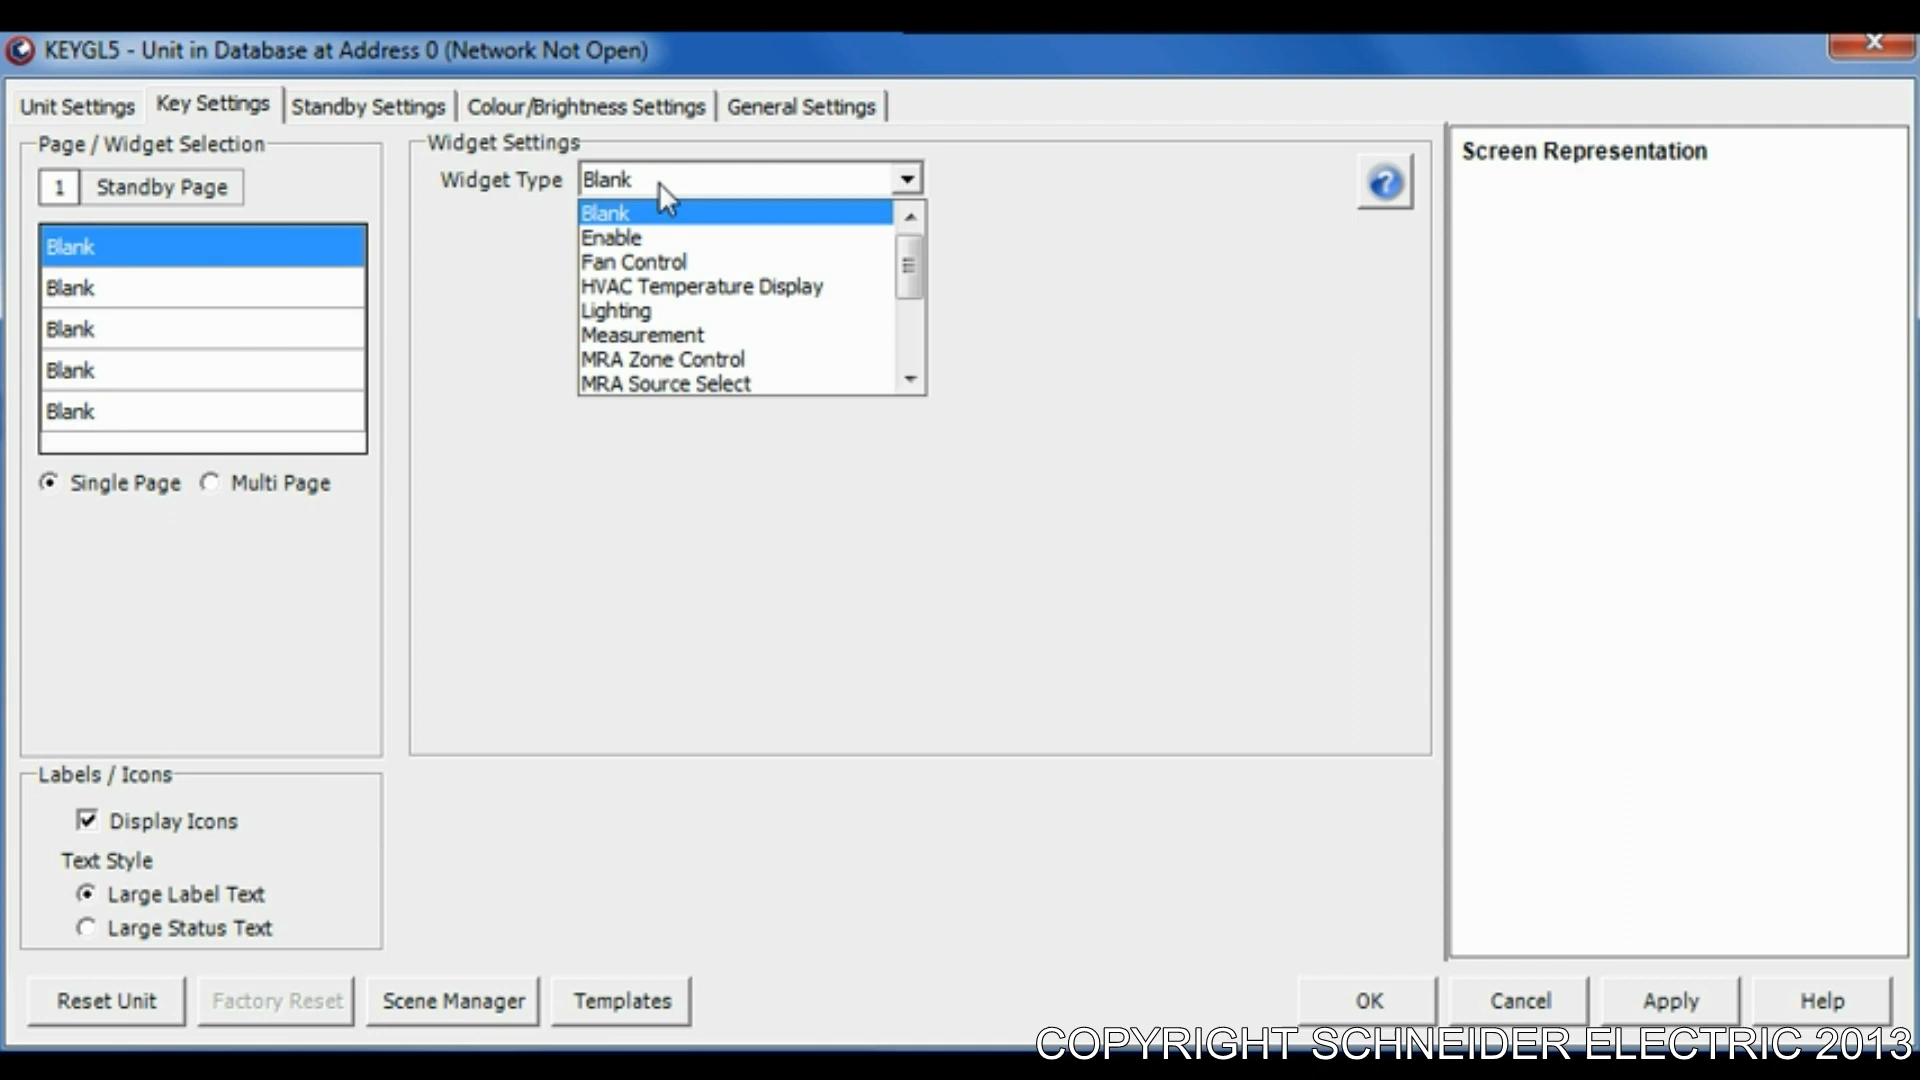 KEYGL5 - Unit in Database at Address 0 (Network Not Open)
Unit Settings
Key Settings
Standby Settings
Colour/Brightness Settings
General Settings
Page / Widget Selection
1
Standby Page
Blank
Blank
Blank
Blank
Blank
Single Page
Multi Page
Widget Settings
Widget Type
Blank
Blank
Enable
Fan Control
HVAC Temperature Display
Lighting
Measurement
MRA Zone Control
MRA Source Select
?
Screen Representation
Labels / Icons
Display Icons
Text Style
Large Label Text
Large Status Text
Reset Unit
Factory Reset
Scene Manager
Templates
OK
Cancel
Apply
Help
COPYRIGHT SCHNEIDER ELECTRIC 2013